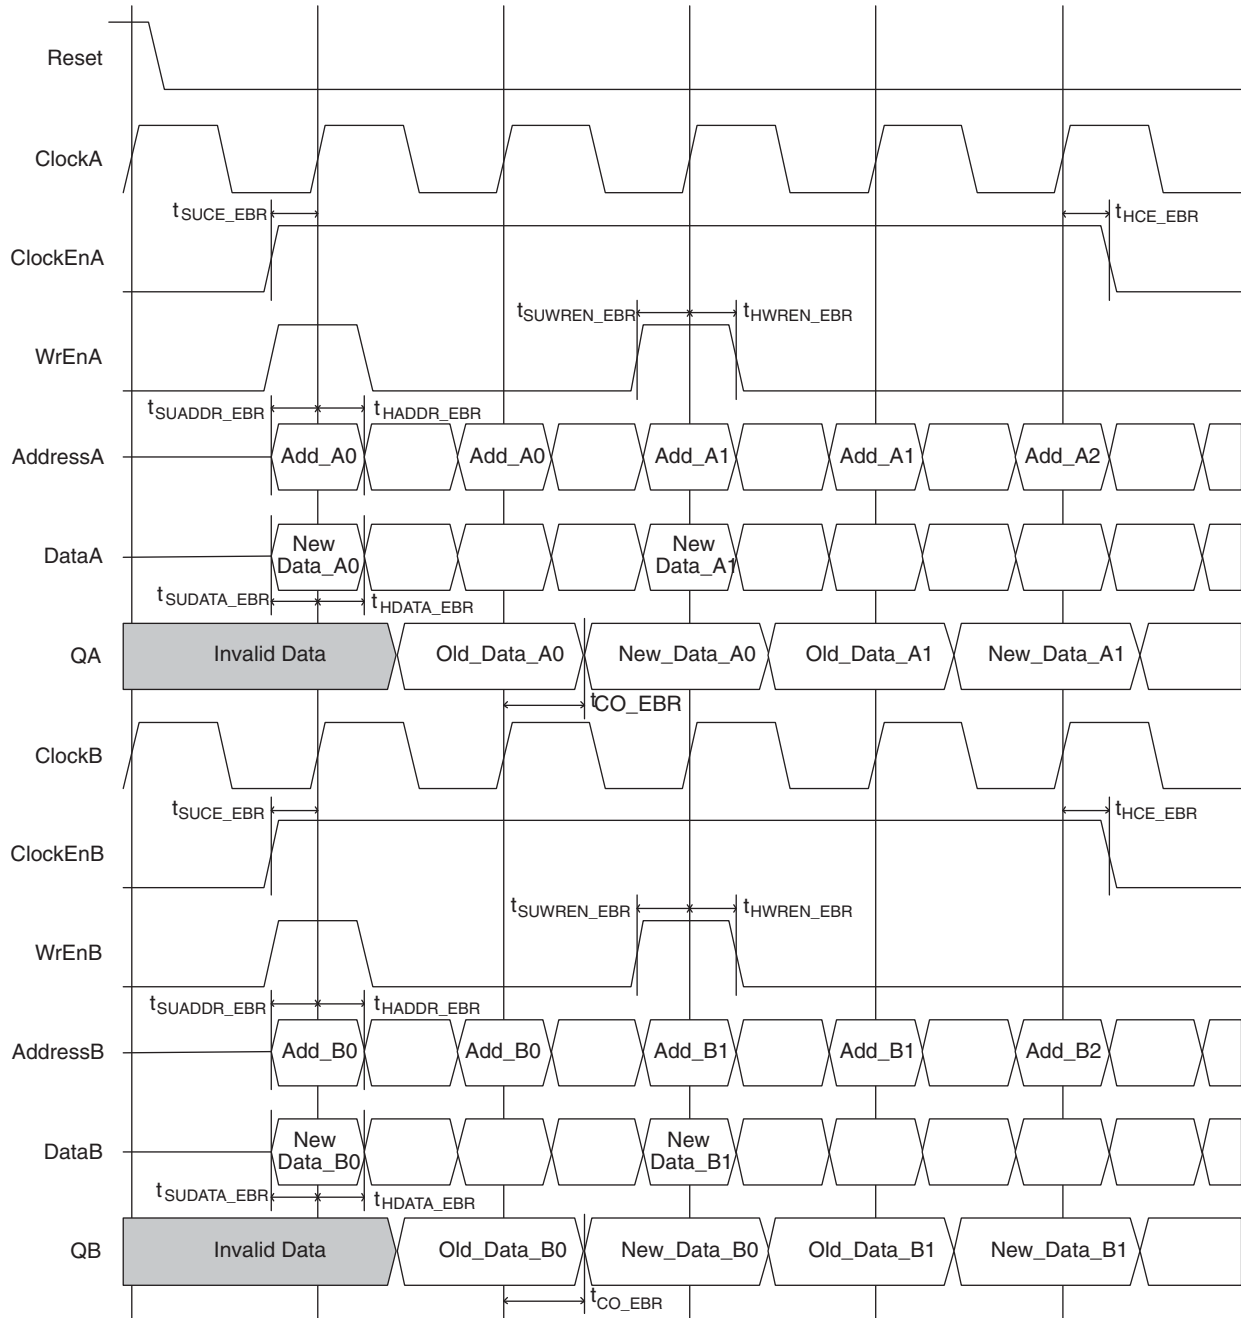 Reset
ClockA
tSUCE_EBR tHCE_EBR
ClockEnA
tSUWREN_EBR tHWREN_EBR
WrEnA
tSUADDR_EBR tHADDR_EBR
AddressA Add_A0 Add_A0 Add_A1 Add_A1 Add_A2
DataA New Data_A0 New Data_A1
tSUDATA_EBR tHDATA_EBR
QA Invalid Data Old_Data_A0 New_Data_A0 Old_Data_A1 New_Data_A1
tCO_EBR
ClockB
tSUCE_EBR tHCE_EBR
ClockEnB
tSUWREN_EBR tHWREN_EBR
WrEnB
tSUADDR_EBR tHADDR_EBR
AddressB Add_B0 Add_B0 Add_B1 Add_B1 Add_B2
DataB New Data_B0 New Data_B1
tSUDATA_EBR tHDATA_EBR
QB Invalid Data Old_Data_B0 New_Data_B0 Old_Data_B1 New_Data_B1
tCO_EBR